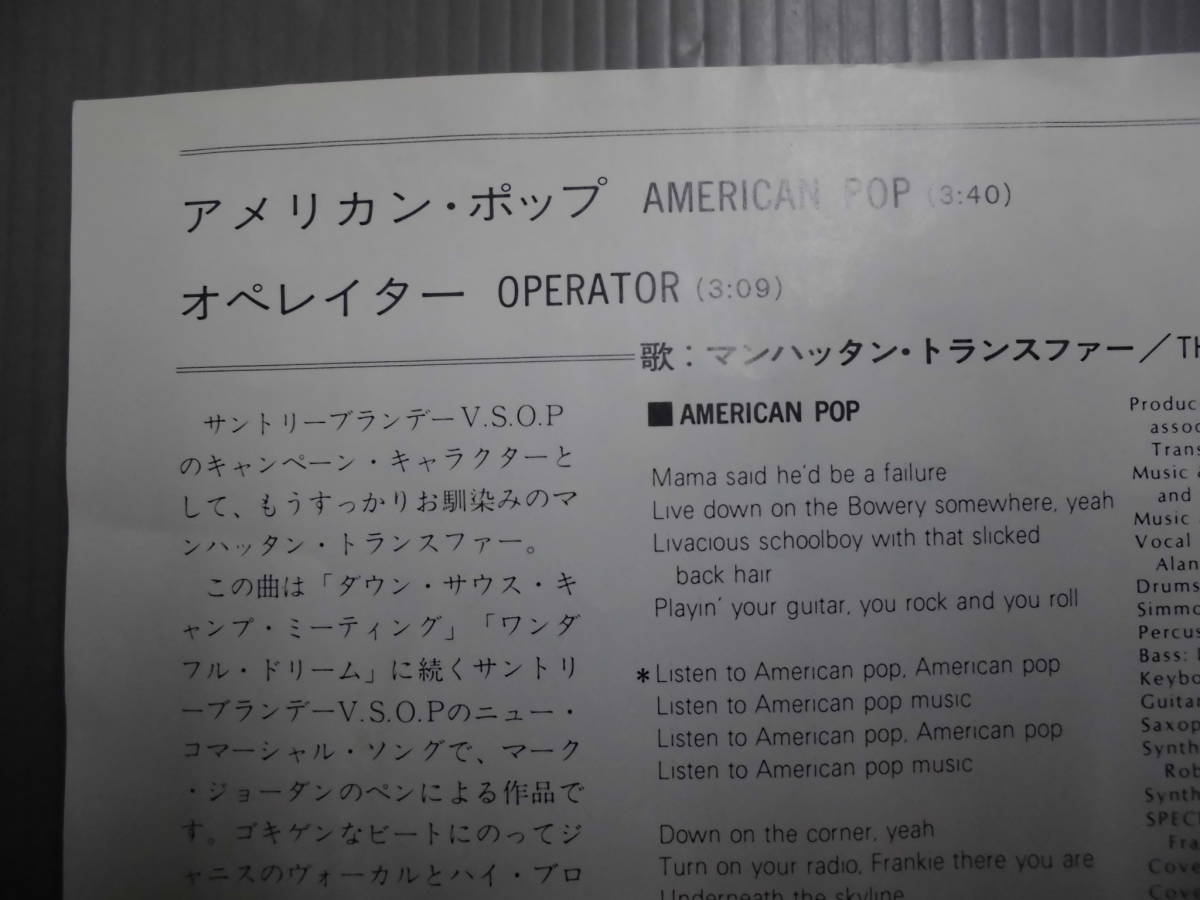 アメリカン・ポップ AMERICAN POP (3:40)
オペレイター OPERATOR (3:09)
歌：マンハッタン・トランスファー／TH
サントリーブランデーV.S.O.P
のキャンペーン・キャラクターと
して、もうすっかりお馴染みのマ
ンハッタン・トランスファー。
この曲は「ダウン・サウス・キ
ャンプ・ミーティング」「ワンダ
フル・ドリーム」に続くサントリ
ーブランデーV.S.O.Pのニュー・
コマーシャル・ソングで、マーク
・ジョーダンのペンによる作品で
す。ゴキゲンなビートにのってジ
ャニスのヴォーカルとハイ・ブロ
■AMERICAN POP
Mama said he'd be a failure
Live down on the Bowery somewhere, yeah
Livacious schoolboy with that slicked
back hair
Playin' your guitar, you rock and you roll
*Listen to American pop, American pop
Listen to American pop music
Listen to American pop, American pop
Listen to American pop music
Down on the corner, yeah
Turn on your radio, Frankie there you are
Underneath the skyline
Produc
assoc
Trans
Music &
and
Music
Vocal
Alan
Drums
Simmo
Percus
Bass:
Keybo
Guitar
Saxop
Synth
Rob
Synth
SPEC
Fra
Cove
Cove